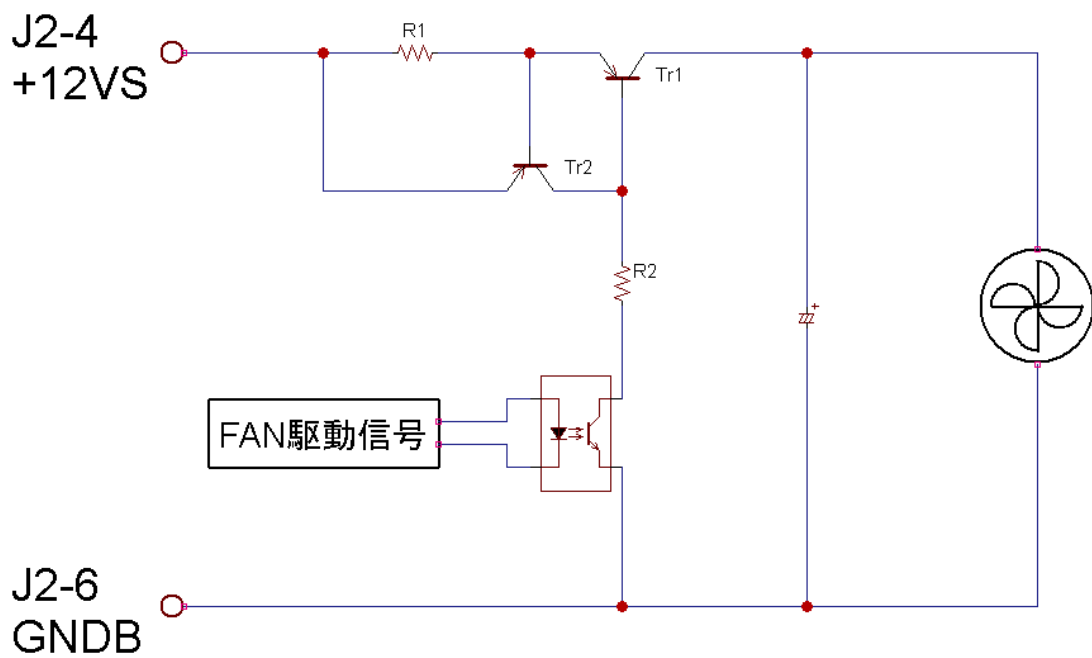 J2-4
+12VS
R1
Tr1
Tr2
R2
+
FAN駆動信号
J2-6
GNDB